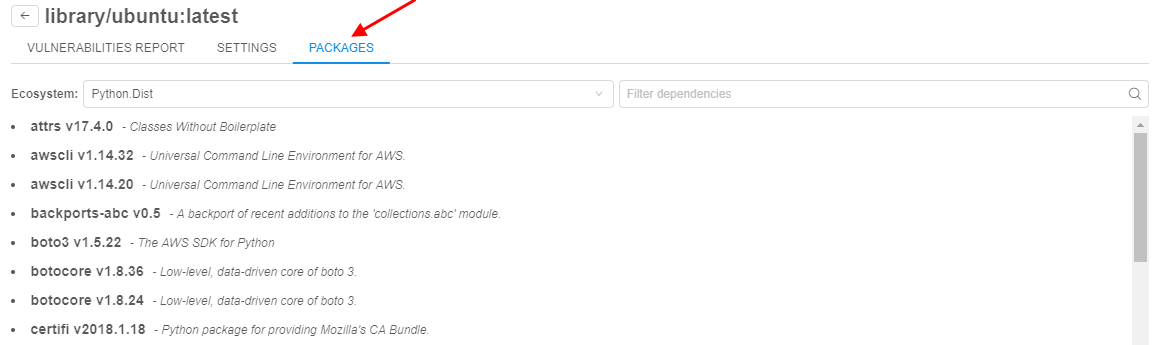 library/ubuntu:latest
VULNERABILITIES REPORT SETTINGS PACKAGES
Ecosystem: Python.Dist Filter dependencies
• attrs v17.4.0 - Classes Without Boilerplate
• awscli v1.14.32 - Universal Command Line Environment for AWS.
• awscli v1.14.20 - Universal Command Line Environment for AWS.
• backports-abc v0.5 - A backport of recent additions to the 'collections.abc' module.
• boto3 v1.5.22 - The AWS SDK for Python
• botocore v1.8.36 - Low-level, data-driven core of boto 3.
• botocore v1.8.24 - Low-level, data-driven core of boto 3.
• certifi v2018.1.18 - Python package for providing Mozilla's CA Bundle.